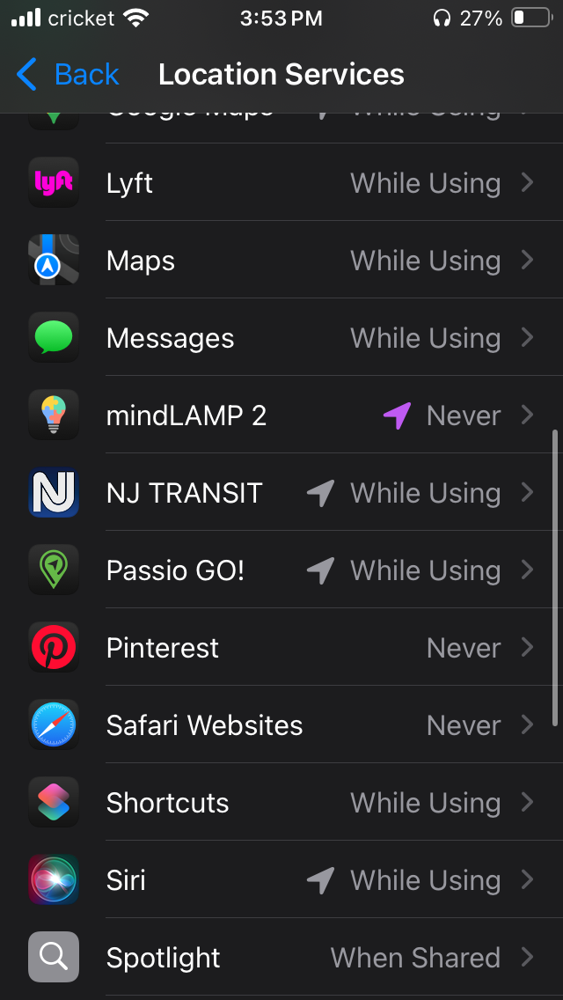 cricket 3:53 PM 27%
Back Location Services
Google Maps While Using
lyft Lyft While Using
Maps While Using
Messages While Using
mindLAMP 2 Never
NJ TRANSIT While Using
Passio GO! While Using
Pinterest Never
Safari Websites Never
Shortcuts While Using
Siri While Using
Spotlight When Shared